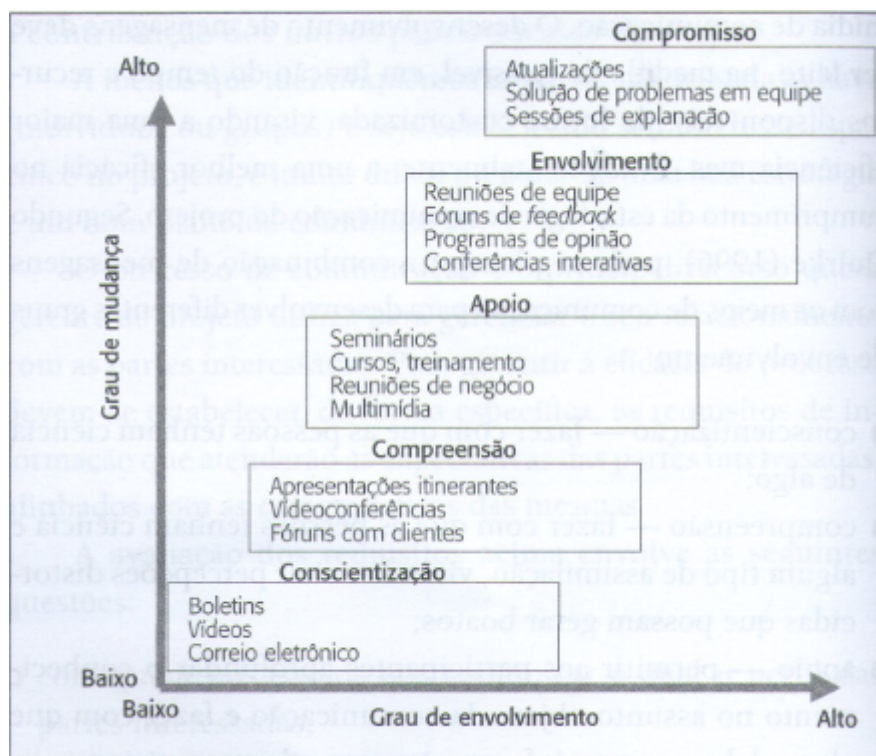 Compromisso
Alto
Atualizações
Solução de problemas em equipe
Sessões de explanação
Envolvimento
Reuniões de equipe
Fóruns de feedback
Programas de opinião
Conferências interativas
Grau de mudança
Apoio
Seminários
Cursos, treinamento
Reuniões de negócio
Multimídia
Compreensão
Apresentações itinerantes
Videoconferências
Fóruns com clientes
Conscientização
Boletins
Vídeos
Correio eletrônico
Baixo
Baixo
Grau de envolvimento
Alto